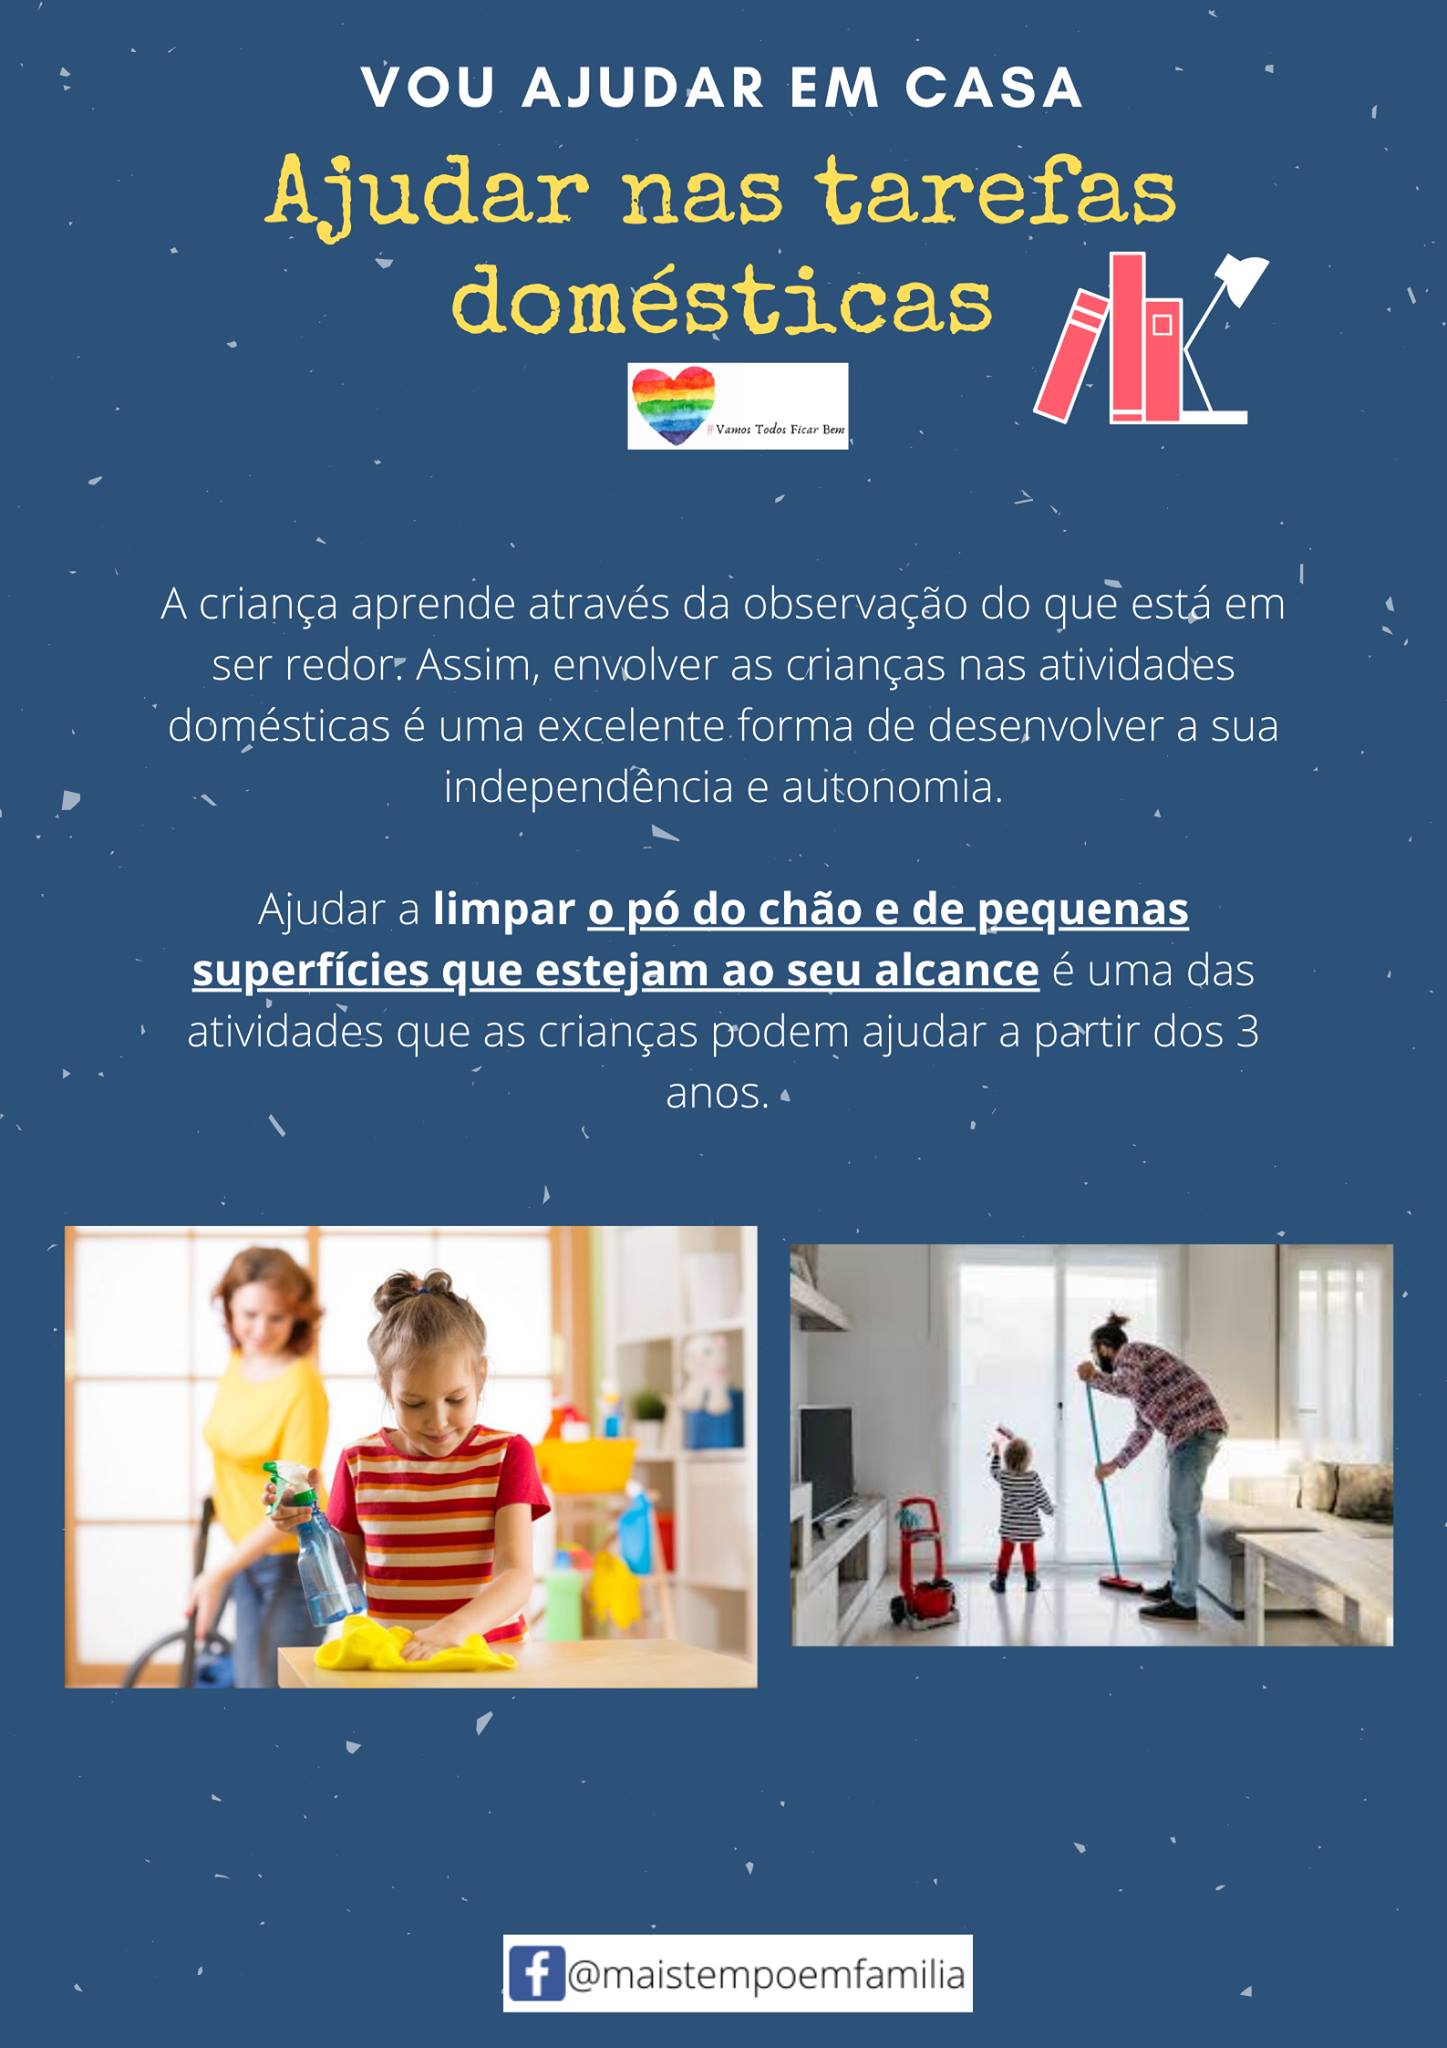 VOU AJUDAR EM CASA
Ajudar nas tarefas
domésticas
#Vamos Todos Ficar Bem
A criança aprende através da observação do que está em
ser redor. Assim, envolver as crianças nas atividades
domésticas é uma excelente forma de desenvolver a sua
independência e autonomia.
Ajudar a limpar o pó do chão e de pequenas
superfícies que estejam ao seu alcance é uma das
atividades que as crianças podem ajudar a partir dos 3
anos.
@maistempoemfamilia